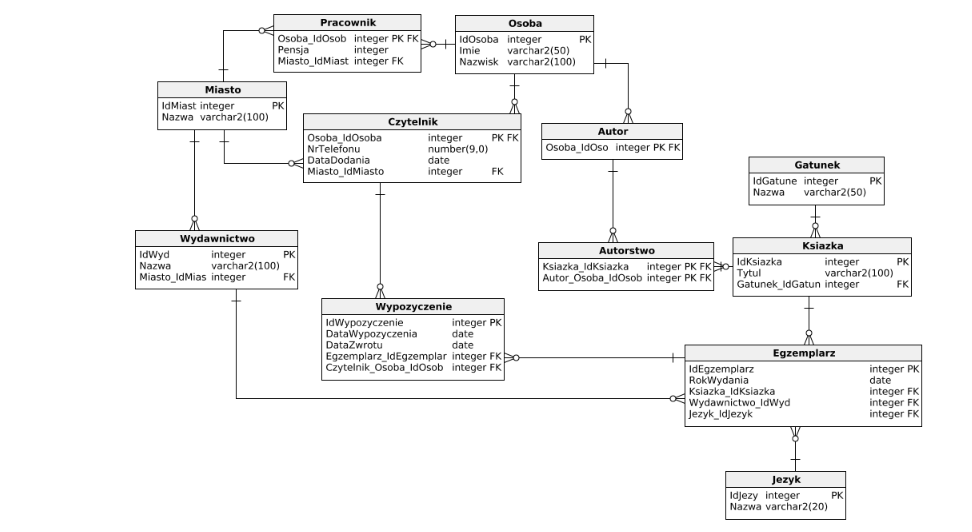 Pracownik
Osoba_IdOsob integer PK FK
Pensja integer
Miasto_IdMiast integer FK
Osoba
IdOsoba integer PK
Imie varchar2(50)
Nazwisk varchar2(100)
Miasto
IdMiast integer PK
Nazwa varchar2(100)
Czytelnik
Osoba_IdOsoba integer PK FK
NrTelefonu number(9,0)
DataDodania date
Miasto_IdMiasto integer FK
Autor
Osoba_IdOso integer PK FK
Gatunek
IdGatune integer PK
Nazwa varchar2(50)
Wydawnictwo
IdWyd integer PK
Nazwa varchar2(100)
Miasto_IdMias integer FK
Autorstwo
Ksiazka_IdKsiazka integer PK FK
Autor_Osoba_IdOsob integer PK FK
Ksiazka
IdKsiazka integer PK
Tytul varchar2(100)
Gatunek_IdGatun integer FK
Wypozyczenie
IdWypozyczenie integer PK
DataWypozyczenia date
DataZwrotu date
Egzemplarz_IdEgzemplar integer FK
Czytelnik_Osoba_IdOsob integer FK
Egzemplarz
IdEgzemplarz integer PK
RokWydania date
Ksiazka_IdKsiazka integer FK
Wydawnictwo_IdWyd integer FK
Jezyk_IdJezyk integer FK
Jezyk
IdJezy integer PK
Nazwa varchar2(20)